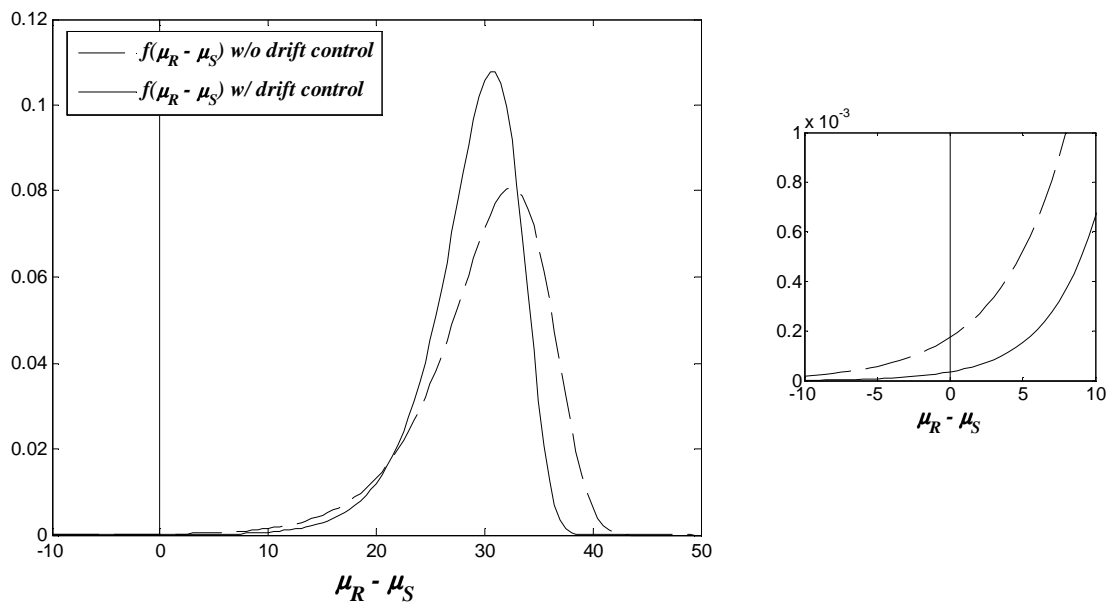 0.12
0.1
0.08
0.06
0.04
0.02
0
f(μR - μS) w/o drift control
f(μR - μS) w/ drift control
-10 0 10 20 30 40 50
μR - μS
1 x 10-3
0.8
0.6
0.4
0.2
0
-10 -5 0 5 10
μR - μS